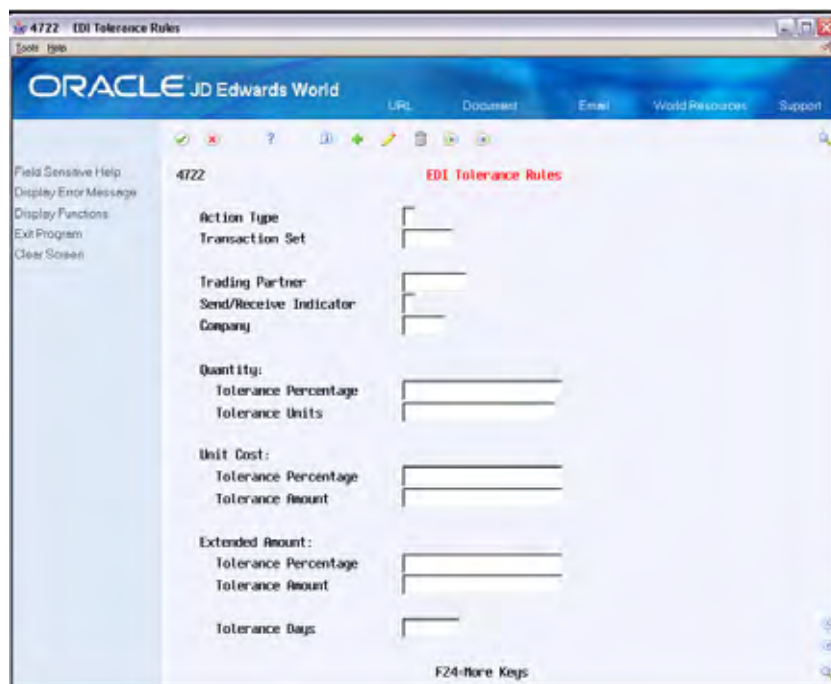 4722 EDI Tolerance Rules
Tools Help
ORACLE JD Edwards World
URL Document Email World Resources Support
?
Field Sensitive Help
Display Error Message
Display Functions
Exit Program
Clear Screen
4722 EDI Tolerance Rules
Action Type
Transaction Set
Trading Partner
Send/Receive Indicator
Company
Quantity:
Tolerance Percentage
Tolerance Units
Unit Cost:
Tolerance Percentage
Tolerance Amount
Extended Amount:
Tolerance Percentage
Tolerance Amount
Tolerance Days
F24=More Keys